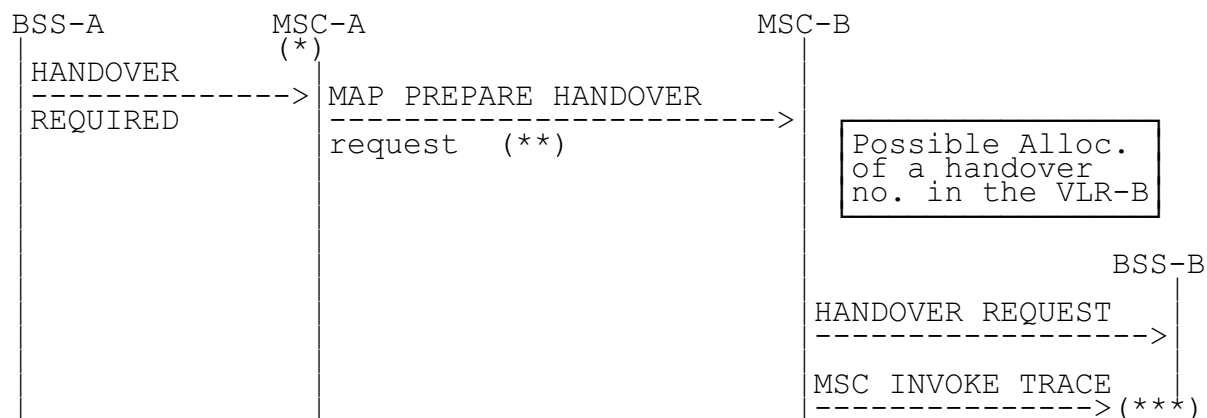 BSS-A MSC-A MSC-B
(*)
HANDOVER
REQUIRED
MAP PREPARE HANDOVER
request (**)
Possible Alloc.
of a handover
no. in the VLR-B
BSS-B
HANDOVER REQUEST
MSC INVOKE TRACE
(***)